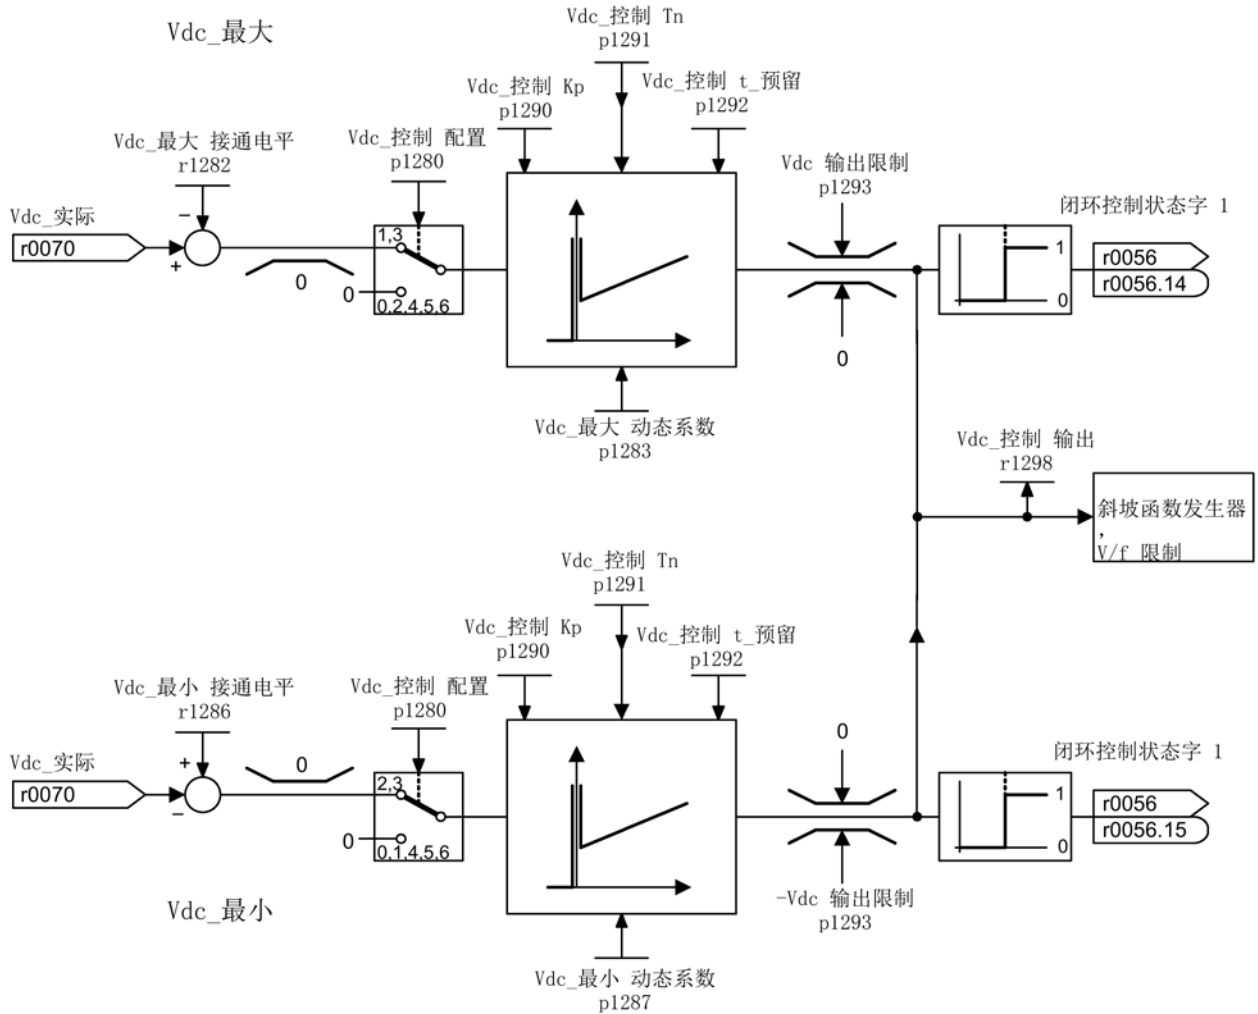 Vdc_最大
Vdc_控制 Tn
p1291
Vdc_控制 Kp
p1290
Vdc_控制 t_预留
p1292
Vdc_最大 接通电平
r1282
Vdc_控制 配置
p1280
Vdc 输出限制
p1293
Vdc_实际
r0070
闭环控制状态字 1
−
+
1,3
0
0
0,2,4,5,6
0
1
0
r0056
r0056.14
Vdc_最大 动态系数
p1283
Vdc_控制 输出
r1298
斜坡函数发生器
,
V/f 限制
Vdc_控制 Tn
p1291
Vdc_控制 Kp
p1290
Vdc_控制 t_预留
p1292
Vdc_最小 接通电平
r1286
Vdc_控制 配置
p1280
Vdc_实际
r0070
闭环控制状态字 1
+
−
0
2,3
0
0,1,4,5,6
0
1
0
r0056
r0056.15
-Vdc 输出限制
p1293
Vdc_最小
Vdc_最小 动态系数
p1287